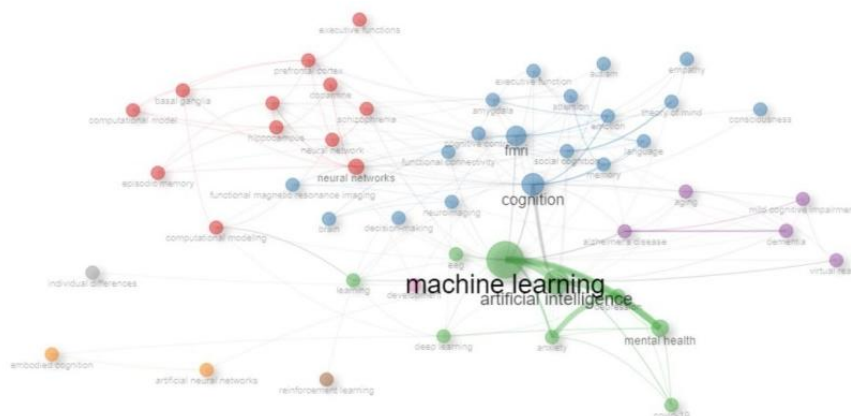 executive functions
prefrontal cortex
executive function
autism
empathy
dopamine
basal ganglia
computational model
schizophrenia
amygdala
attention
emotion
theory of mind
consciousness
hippocampus
neural network
fmri
language
functional connectivity
social cognition
memory
episodic memory
neural networks
functional magnetic resonance imaging
cognition
aging
brain
decision-making
neuroimaging
mild cognitive impairment
computational modeling
alzheimer's disease
dementia
eeg
virtual rea
individual differences
learning
development
machine learning
artificial intelligence
depression
deep learning
anxiety
mental health
embodied cognition
artificial neural networks
reinforcement learning